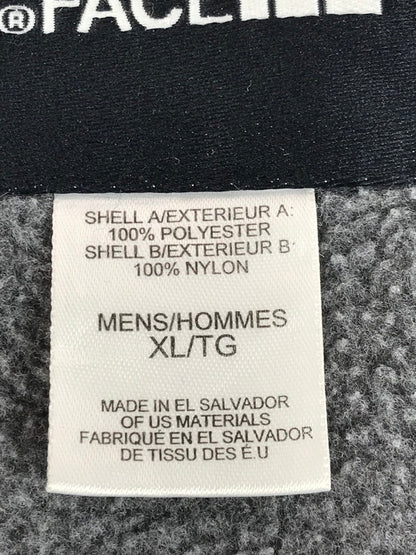 ® FACE
SHELL A/EXTERIEUR A:
100% POLYESTER
SHELL B/EXTERIEUR B:
100% NYLON
MENS/HOMMES
XL/TG
MADE IN EL SALVADOR
OF US MATERIALS
FABRIQUÉ EN EL SALVADOR
DE TISSU DES É.U